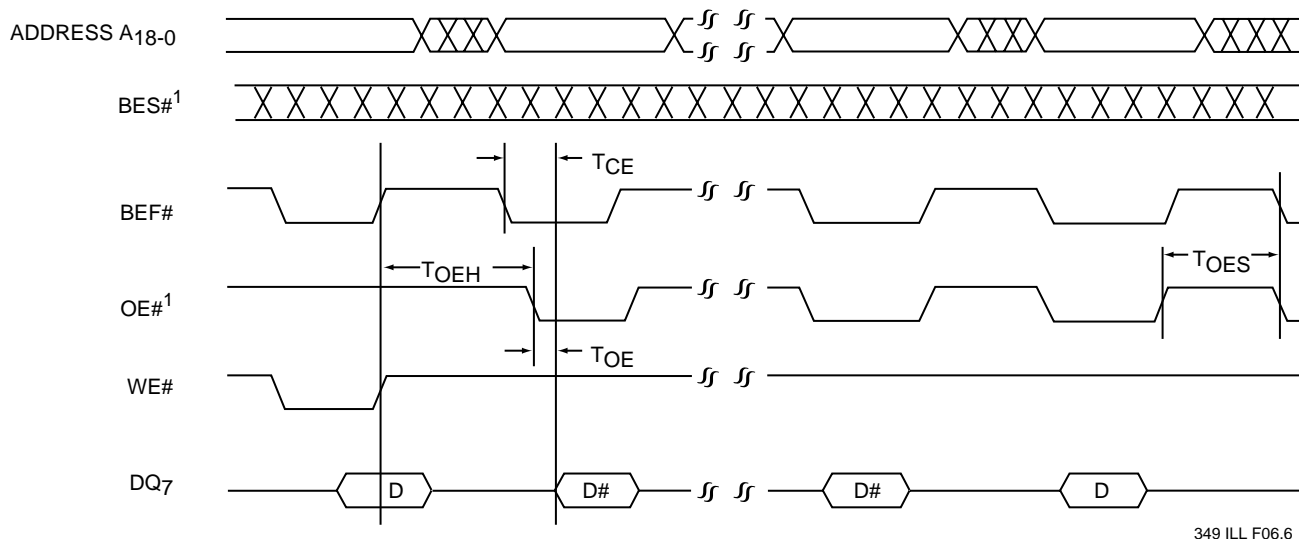 ADDRESS A18-0
BES#1
TCE
BEF#
TOEH
TOES
OE#1
TOE
WE#
DQ7
D
D#
D#
D
349 ILL F06.6